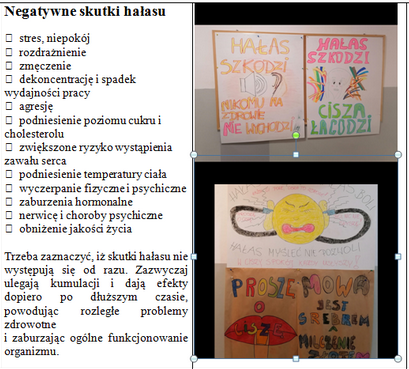 Negatywne skutki hałasu
□ stres, niepokój
□ rozdrażnienie
□ zmęczenie
□ dekoncentrację i spadek
wydajności pracy
□ agresję
□ podniesienie poziomu cukru i
cholesterolu
□ zwiększone ryzyko wystąpienia
zawału serca
□ podniesienie temperatury ciała
□ wyczerpanie fizyczne i psychiczne
□ zaburzenia hormonalne
□ nerwicę i choroby psychiczne
□ obniżenie jakości życia
Trzeba zaznaczyć, iż skutki hałasu nie
występują się od razu. Zazwyczaj
ulegają kumulacji i dają efekty
dopiero po dłuższym czasie,
powodując rozległe problemy
zdrowotne
i zaburzając ogólne funkcjonowanie
organizmu.
HAŁAS
SZKODZI
NIKOMU NA
ZDROWIE
NIE WYCHODZI
HAŁAS
SZKODZI
CISZA
ŁAGODZI
HAŁAS MYŚLEĆ NIE POZWOLI
PROSZĘ
O
CISZĘ
MOWA
JEST
SREBREM
A
MILCZENIE
ZŁOTEM